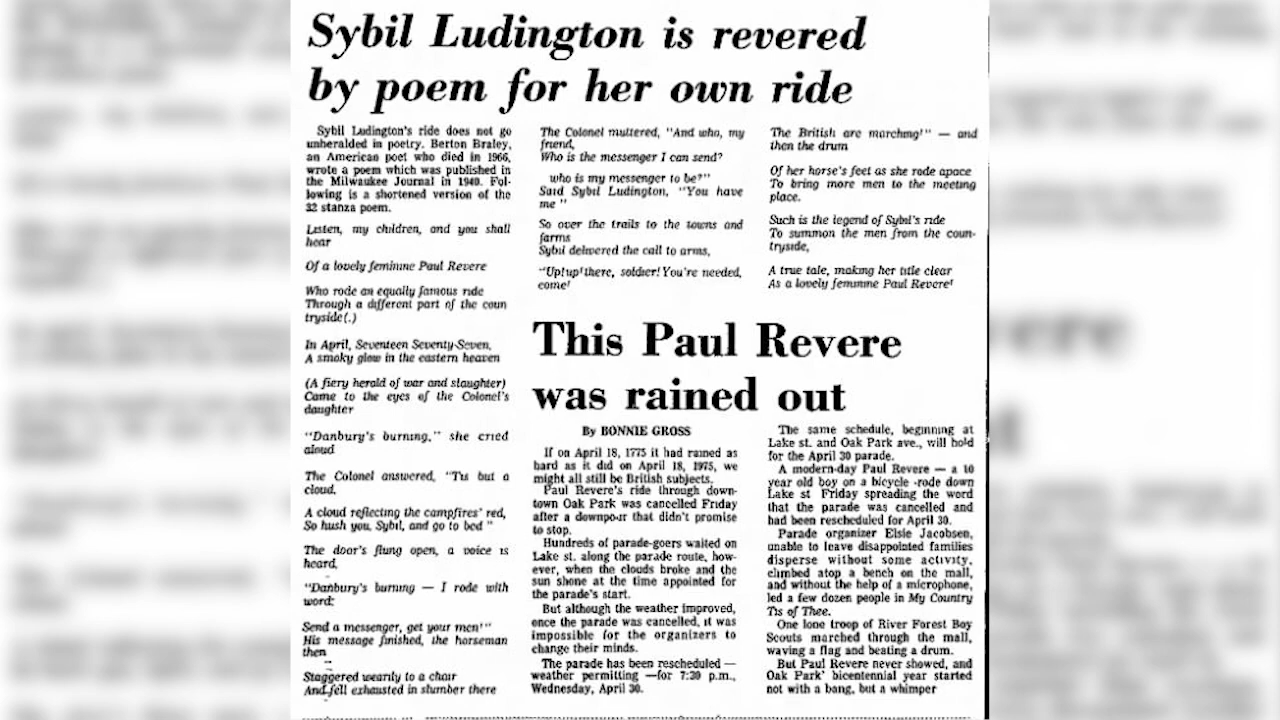 Sybil Ludington is revered
by poem for her own ride
Sybil Ludington's ride does not go
unheralded in poetry. Berton Braley,
an American poet who died in 1966,
wrote a poem which was published in
the Milwaukee Journal in 1940. Fol-
lowing is a shortened version of the
32 stanza poem.
Listen, my children, and you shall
hear
Of a lovely feminine Paul Revere
Who rode an equally famous ride
Through a different part of the coun
tryside(.)
In April, Seventeen Seventy-Seven,
A smoky glow in the eastern heaven
(A fiery herald of war and slaughter)
Came to the eyes of the Colonel's
daughter
"Danbury's burning," she cried
aloud
The Colonel answered, "Tis but a
cloud,
A cloud reflecting the campfires' red,
So hush you, Sybil, and go to bed"
The door's flung open, a voice is
heard,
"Danbury's burning — I rode with
word;
Send a messenger, get your men!"
His message finished, the horseman
then
Staggered wearily to a chair
And fell exhausted in slumber there
The Colonel muttered, "And who, my
friend,
Who is the messenger I can send?
who is my messenger to be?"
Said Sybil Ludington, "You have
me"
So over the trails to the towns and
farms
Sybil delivered the call to arms,
"Up!up!there, soldier! You're needed,
come!
The British are marching!" — and
then the drum
Of her horse's feet as she rode apace
To bring more men to the meeting
place.
Such is the legend of Sybil's ride
To summon the men from the coun-
tryside,
A true tale, making her title clear
As a lovely feminine Paul Revere!
This Paul Revere
was rained out
By BONNIE GROSS
If on April 18, 1775 it had rained as
hard as it did on April 18, 1975, we
might all still be British subjects.
Paul Revere's ride through down-
town Oak Park was cancelled Friday
after a downpour that didn't promise
to stop.
Hundreds of parade-goers waited on
Lake st. along the parade route, how-
ever, when the clouds broke and the
sun shone at the time appointed for
the parade's start.
But although the weather improved,
once the parade was cancelled, it was
impossible for the organizers to
change their minds.
The parade has been rescheduled —
weather permitting —for 7:30 p.m.,
Wednesday, April 30.
The same schedule, beginning at
Lake st. and Oak Park ave., will hold
for the April 30 parade.
A modern-day Paul Revere — a 10
year old boy on a bicycle -rode down
Lake st Friday spreading the word
that the parade was cancelled and
had been rescheduled for April 30.
Parade organizer Elsie Jacobsen,
unable to leave disappointed families
disperse without some activity,
climbed atop a bench on the mall,
and without the help of a microphone,
led a few dozen people in My Country
Tis of Thee.
One lone troop of River Forest Boy
Scouts marched through the mall,
waving a flag and beating a drum.
But Paul Revere never showed, and
Oak Park' bicentennial year started
not with a bang, but a whimper